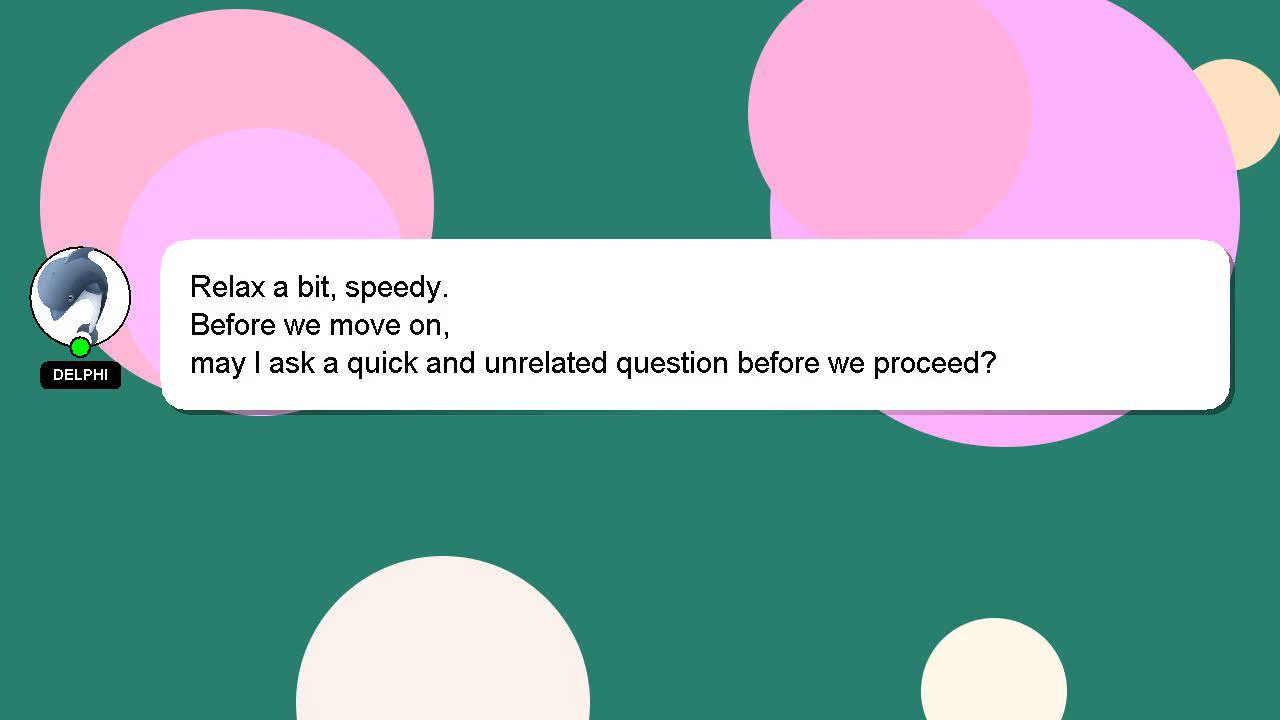 Relax a bit, speedy.
Before we move on,
may I ask a quick and unrelated question before we proceed?
DELPHI